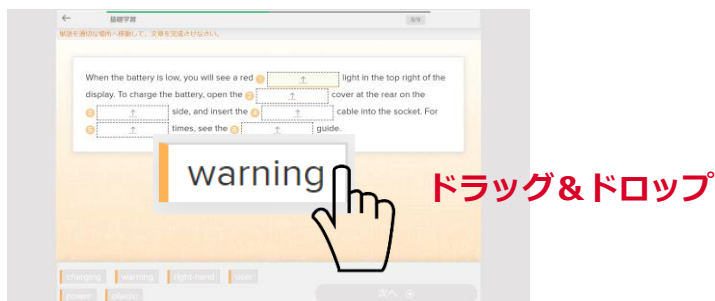 ←
基礎学習
単語を適切な場所へ移動して、文章を完成させなさい。
When the battery is low, you will see a red ① ↑ light in the top right of the
display. To charge the battery, open the ② ↑ cover at the rear on the
③ ↑ side, and insert the ④ ↑ cable into the socket. For
⑤ ↑ times, see the ⑥ ↑ guide.
warning
ドラッグ&ドロップ
charging warning right-hand user
power plastic
次へ